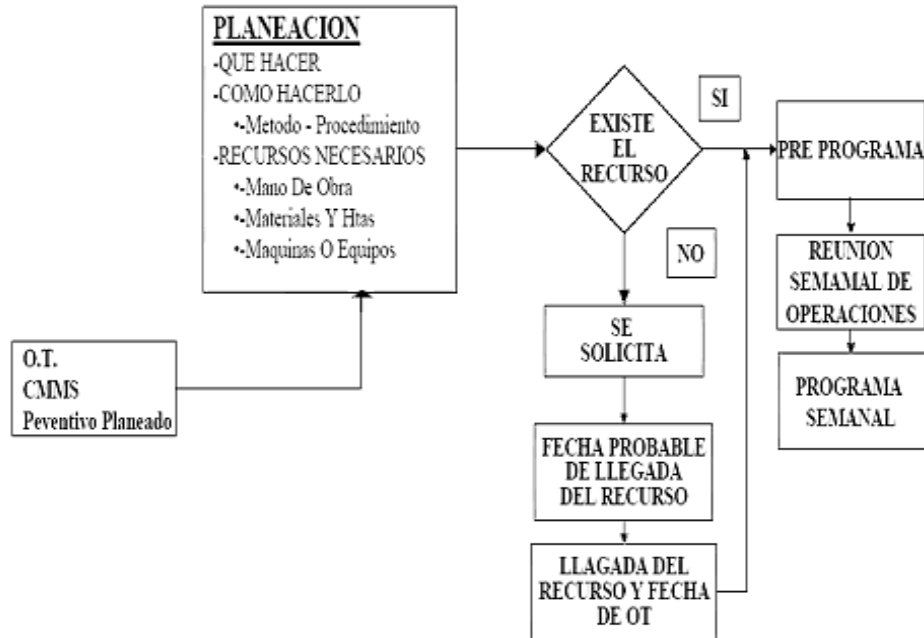 PLANEACION
-QUE HACER
-COMO HACERLO
•-Metodo - Procedimiento
-RECURSOS NECESARIOS
•-Mano De Obra
•-Materiales Y Htas
•-Maquinas O Equipos
O.T.
CMMS
Peventivo Planeado
EXISTE
EL
RECURSO
SI
NO
SE
SOLICITA
FECHA PROBABLE
DE LLEGADA
DEL RECURSO
LLAGADA DEL
RECURSO Y FECHA
DE OT
PRE PROGRAMA
REUNION
SEMAMAL DE
OPERACIONES
PROGRAMA
SEMANAL